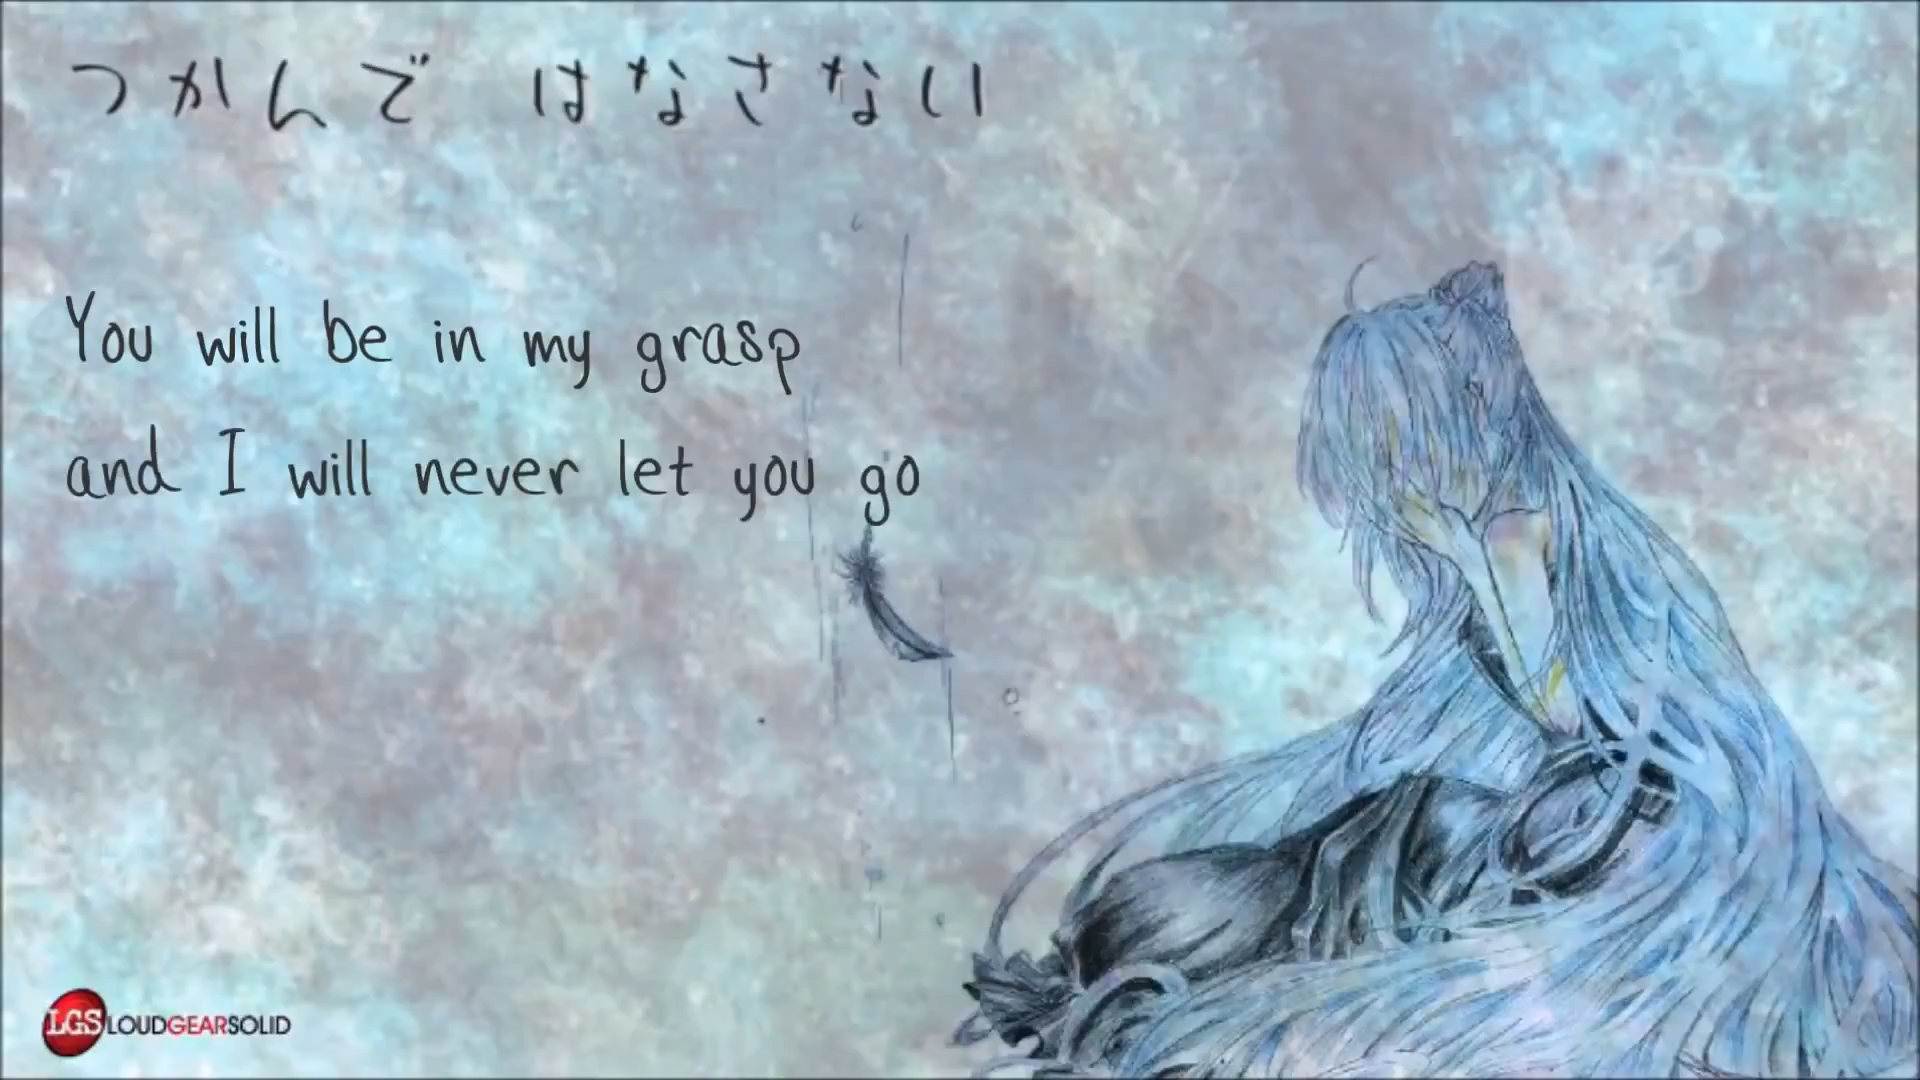 つかんで はなさない
You will be in my grasp
and I will never let you go
LGS LOUDGEARSOLID